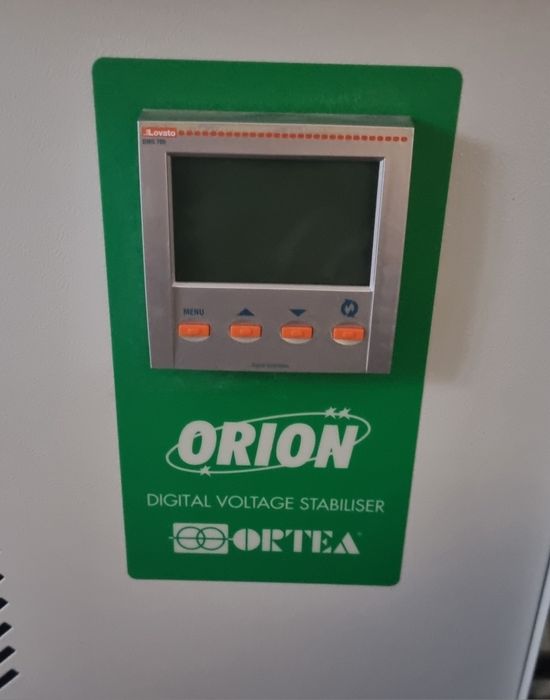 Lovato
MENU
ORION
DIGITAL VOLTAGE STABILISER
ORTEA